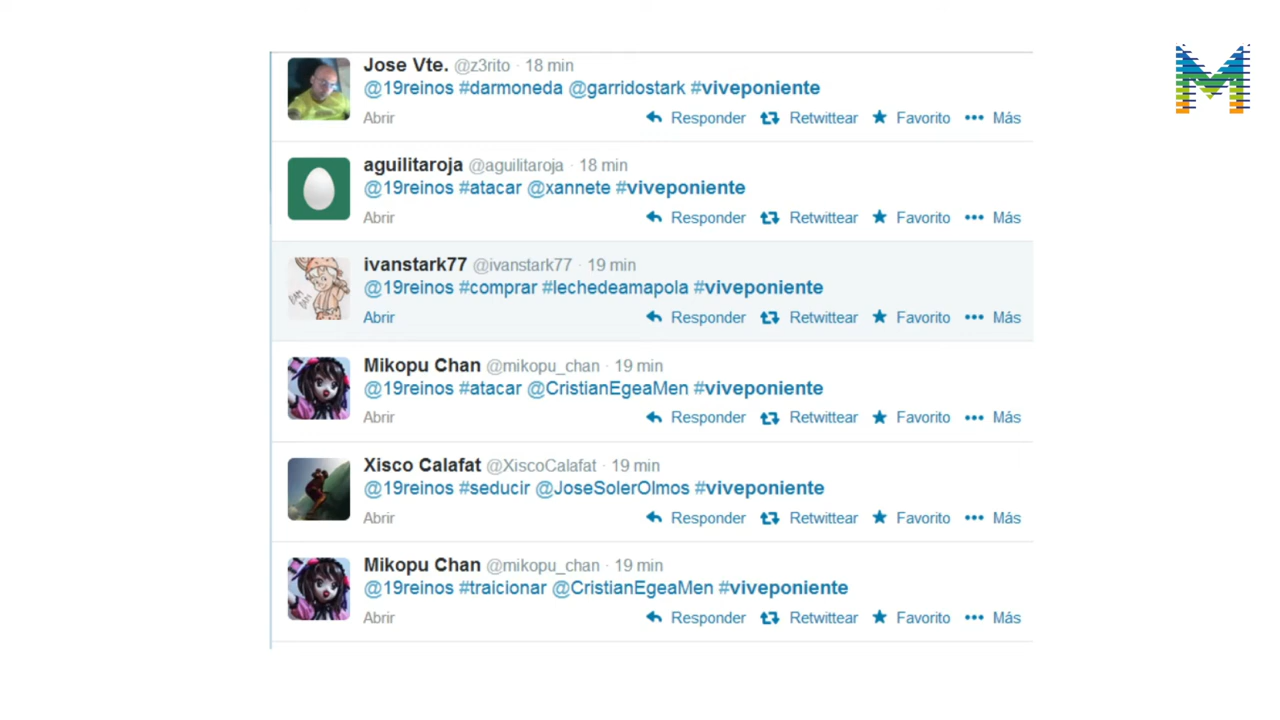 Jose Vte. @z3rito · 18 min
@19reinos #darmoneda @garridostark #viveponiente
Abrir Responder Retwittear Favorito Más
aguilitaroja @aguilitaroja · 18 min
@19reinos #atacar @xannete #viveponiente
Abrir Responder Retwittear Favorito Más
ivanstark77 @ivanstark77 · 19 min
@19reinos #comprar #lechedeamapola #viveponiente
Abrir Responder Retwittear Favorito Más
Mikopu Chan @mikopu_chan · 19 min
@19reinos #atacar @CristianEgeaMen #viveponiente
Abrir Responder Retwittear Favorito Más
Xisco Calafat @XiscoCalafat · 19 min
@19reinos #seducir @JoseSolerOlmos #viveponiente
Abrir Responder Retwittear Favorito Más
Mikopu Chan @mikopu_chan · 19 min
@19reinos #traicionar @CristianEgeaMen #viveponiente
Abrir Responder Retwittear Favorito Más
M